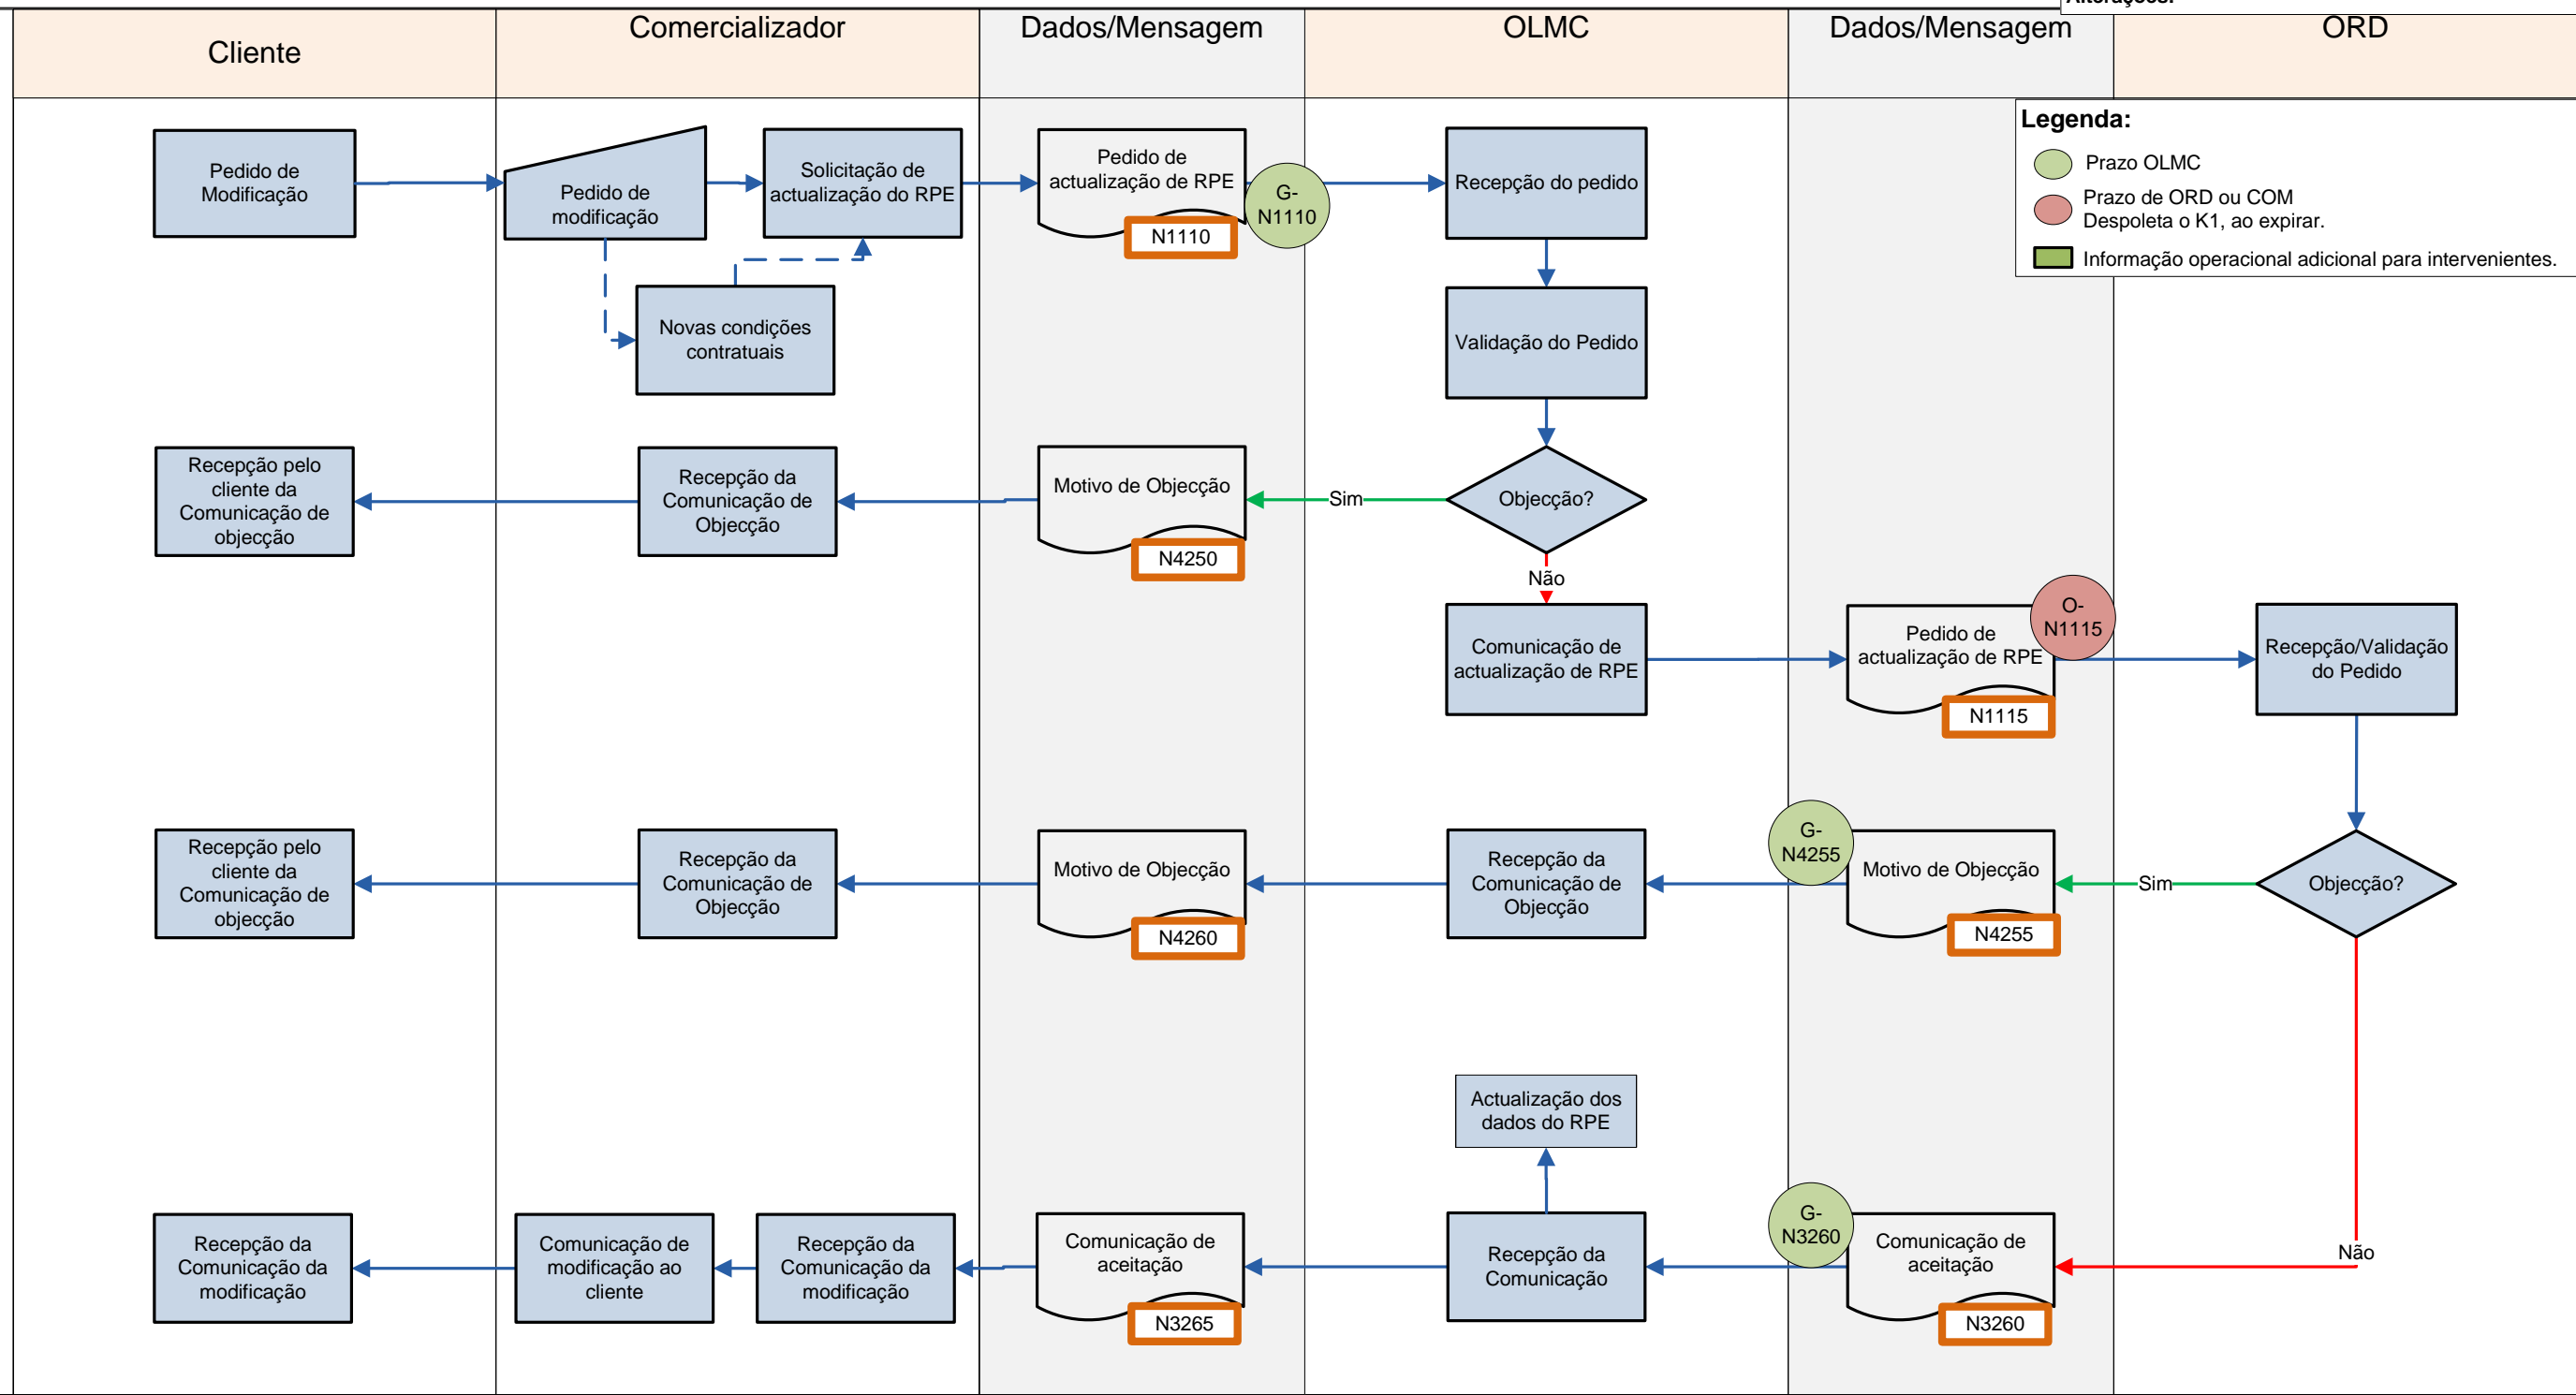 Alterações:
Cliente
Comercializador
Dados/Mensagem
OLMC
Dados/Mensagem
ORD
Legenda:
Prazo OLMC
Prazo de ORD ou COM
Despoleta o K1, ao expirar.
Informação operacional adicional para intervenientes.
Pedido de
Modificação
Pedido de
modificação
Solicitação de
actualização do RPE
Pedido de
actualização de RPE
N1110
G-
N1110
Recepção do pedido
Novas condições
contratuais
Validação do Pedido
Recepção pelo
cliente da
Comunicação de
objecção
Recepção da
Comunicação de
Objecção
Motivo de Objecção
N4250
Sim
Objecção?
Não
Comunicação de
actualização de RPE
Pedido de
actualização de RPE
N1115
O-
N1115
Recepção/Validação
do Pedido
Recepção pelo
cliente da
Comunicação de
objecção
Recepção da
Comunicação de
Objecção
Motivo de Objecção
N4260
Recepção da
Comunicação de
Objecção
G-
N4255
Motivo de Objecção
N4255
Sim
Objecção?
Actualização dos
dados do RPE
Recepção da
Comunicação da
modificação
Comunicação de
modificação ao
cliente
Recepção da
Comunicação da
modificação
Comunicação de
aceitação
N3265
Recepção da
Comunicação
G-
N3260
Comunicação de
aceitação
N3260
Não